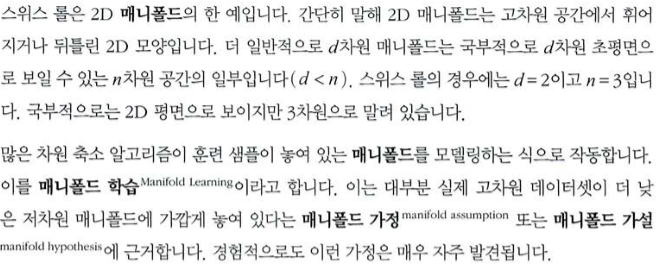 스위스 롤은 2D 매니폴드의 한 예입니다. 간단히 말해 2D 매니폴드는 고차원 공간에서 휘어
지거나 뒤틀린 2D 모양입니다. 더 일반적으로 d차원 매니폴드는 국부적으로 d차원 초평면으
로 보일 수 있는 n차원 공간의 일부입니다(d < n). 스위스 롤의 경우에는 d = 2이고 n = 3입니
다. 국부적으로는 2D 평면으로 보이지만 3차원으로 말려 있습니다.
많은 차원 축소 알고리즘이 훈련 샘플이 놓여 있는 매니폴드를 모델링하는 식으로 작동합니다.
이를 매니폴드 학습Manifold Learning이라고 합니다. 이는 대부분 실제 고차원 데이터셋이 더 낮
은 저차원 매니폴드에 가깝게 놓여 있다는 매니폴드 가정manifold assumption 또는 매니폴드 가설
manifold hypothesis에 근거합니다. 경험적으로도 이런 가정은 매우 자주 발견됩니다.